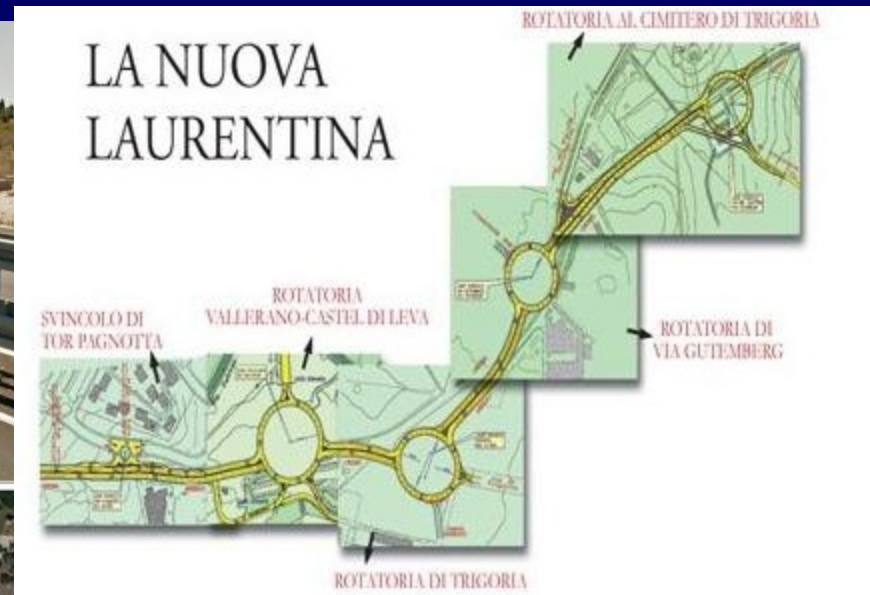 ROTATORIA AL CIMITERO DI TRIGORIA
LA NUOVA
LAURENTINA
ROTATORIA
VALLERANO-CASTEL DI LEVA
SVINCOLO DI
TOR PAGNOTTA
ROTATORIA DI
VIA GUTEMBERG
ROTATORIA DI TRIGORIA